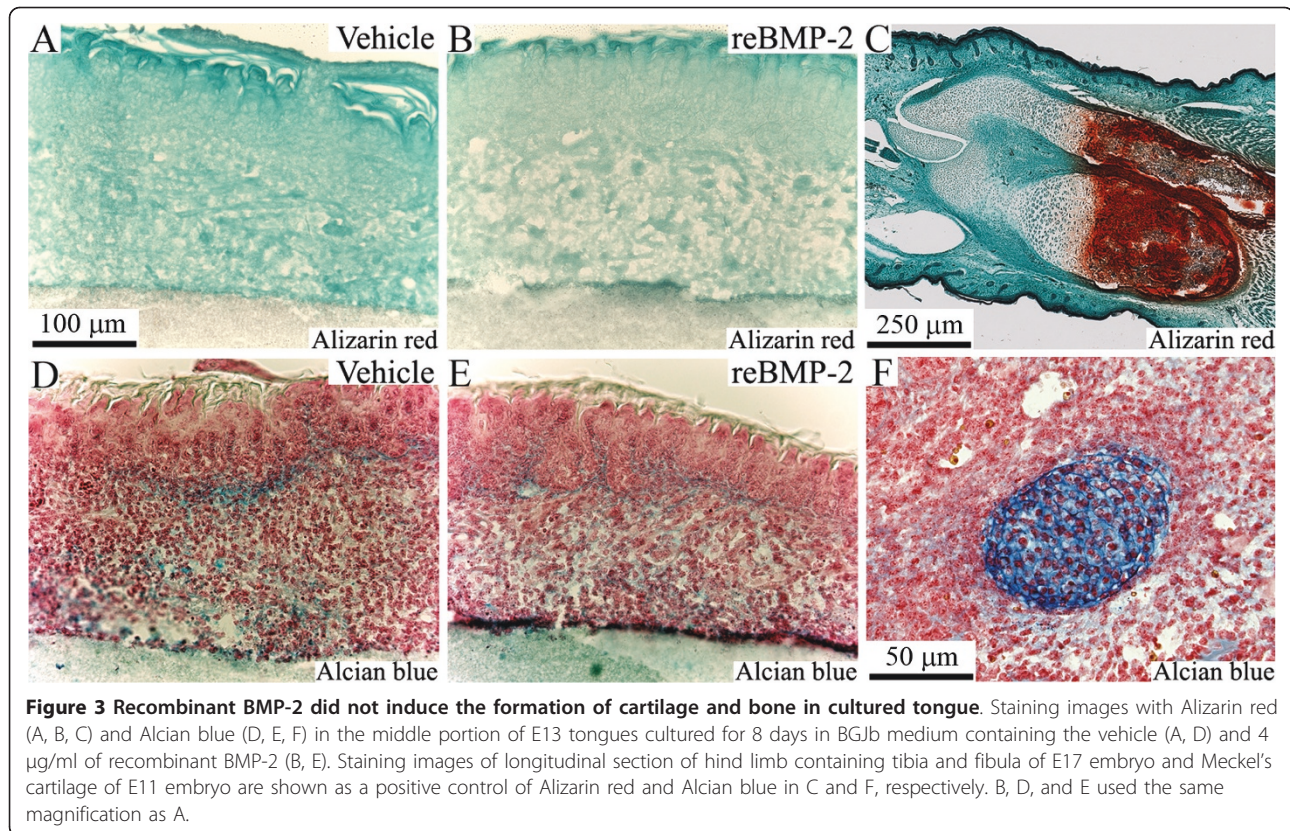 A Vehicle
B reBMP-2
C
100 µm
Alizarin red
Alizarin red
250 µm
Alizarin red
D Vehicle
E reBMP-2
F
Alcian blue
Alcian blue
50 µm
Alcian blue
Figure 3 Recombinant BMP-2 did not induce the formation of cartilage and bone in cultured tongue. Staining images with Alizarin red
(A, B, C) and Alcian blue (D, E, F) in the middle portion of E13 tongues cultured for 8 days in BGJb medium containing the vehicle (A, D) and 4
µg/ml of recombinant BMP-2 (B, E). Staining images of longitudinal section of hind limb containing tibia and fibula of E17 embryo and Meckel's
cartilage of E11 embryo are shown as a positive control of Alizarin red and Alcian blue in C and F, respectively. B, D, and E used the same
magnification as A.